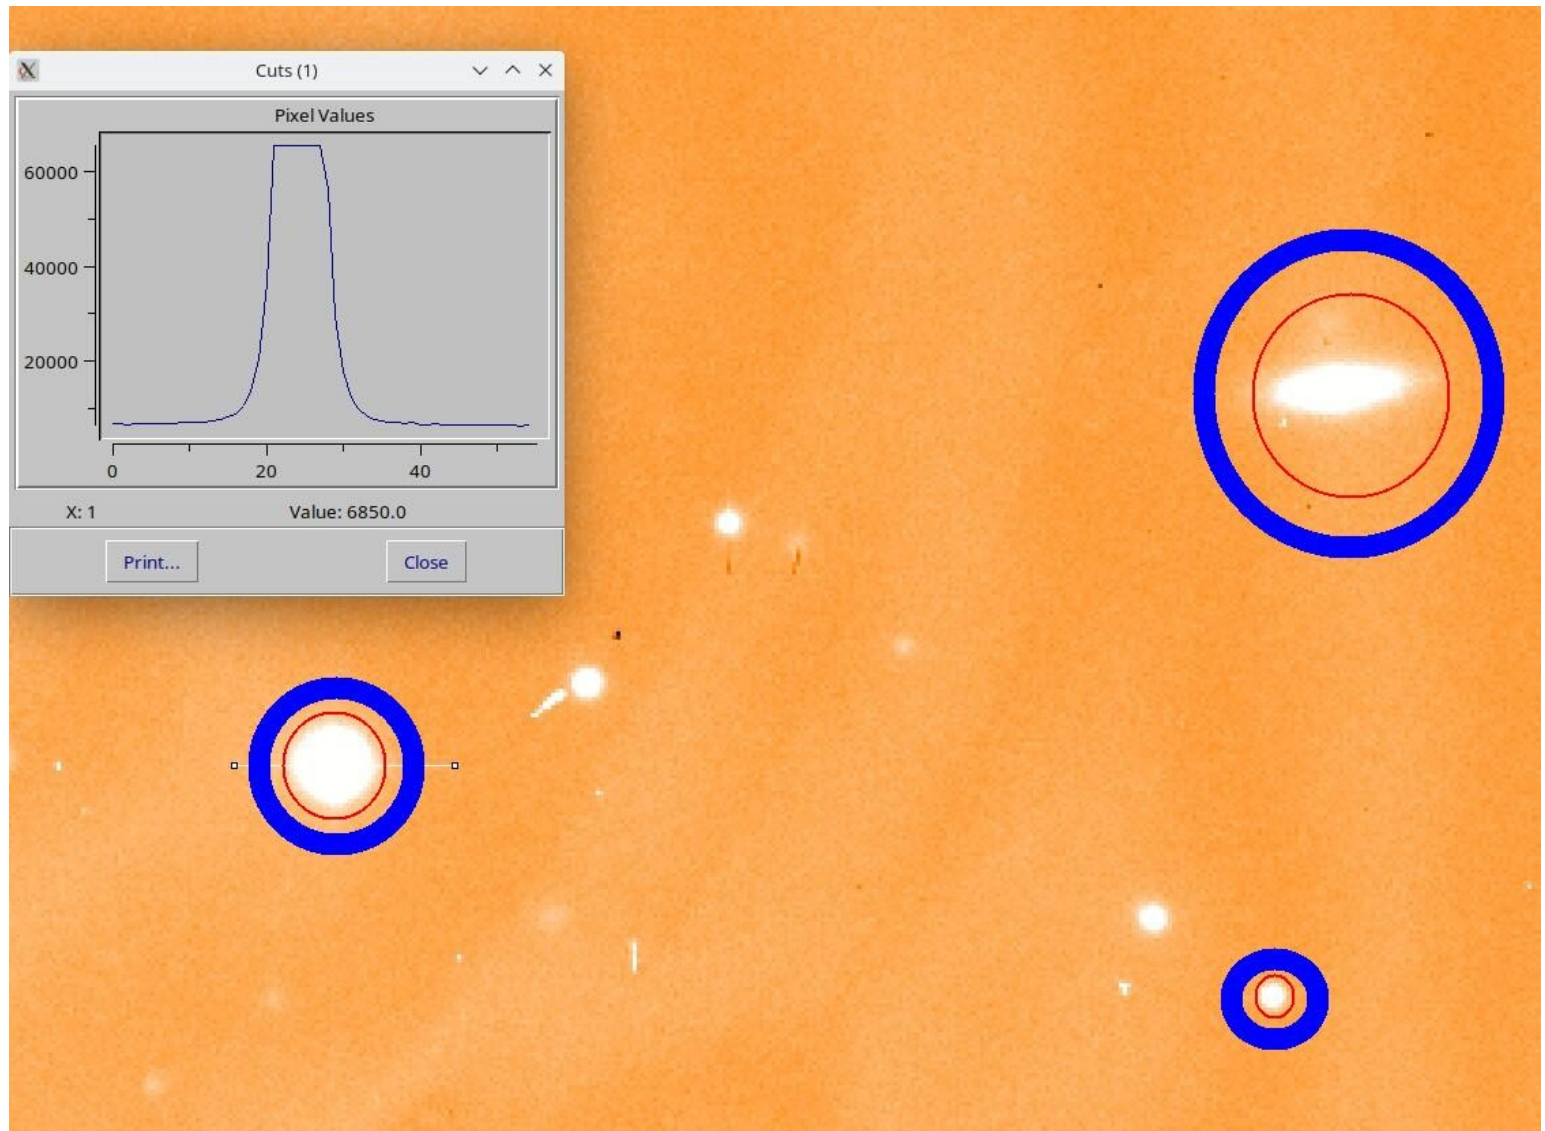 Cuts (1)
Pixel Values
60000
40000
20000
0 20 40
X: 1 Value: 6850.0
Print... Close